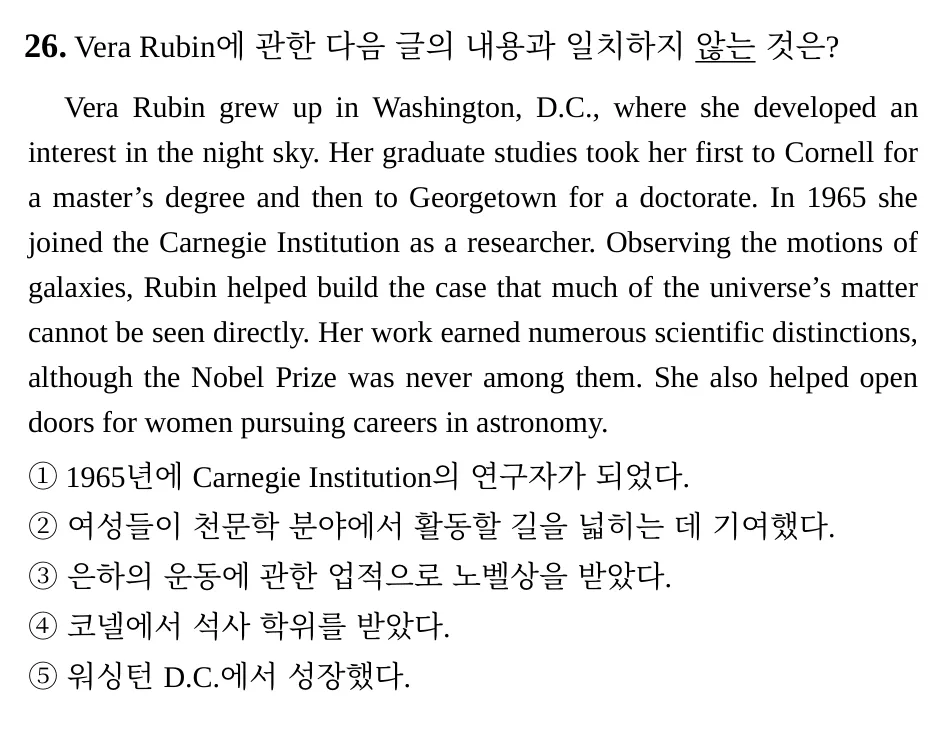 26. Vera Rubin에 관한 다음 글의 내용과 일치하지 않는 것은?
Vera Rubin grew up in Washington, D.C., where she developed an
interest in the night sky. Her graduate studies took her first to Cornell for
a master’s degree and then to Georgetown for a doctorate. In 1965 she
joined the Carnegie Institution as a researcher. Observing the motions of
galaxies, Rubin helped build the case that much of the universe’s matter
cannot be seen directly. Her work earned numerous scientific distinctions,
although the Nobel Prize was never among them. She also helped open
doors for women pursuing careers in astronomy.
① 1965년에 Carnegie Institution의 연구자가 되었다.
② 여성들이 천문학 분야에서 활동할 길을 넓히는 데 기여했다.
③ 은하의 운동에 관한 업적으로 노벨상을 받았다.
④ 코넬에서 석사 학위를 받았다.
⑤ 워싱턴 D.C.에서 성장했다.